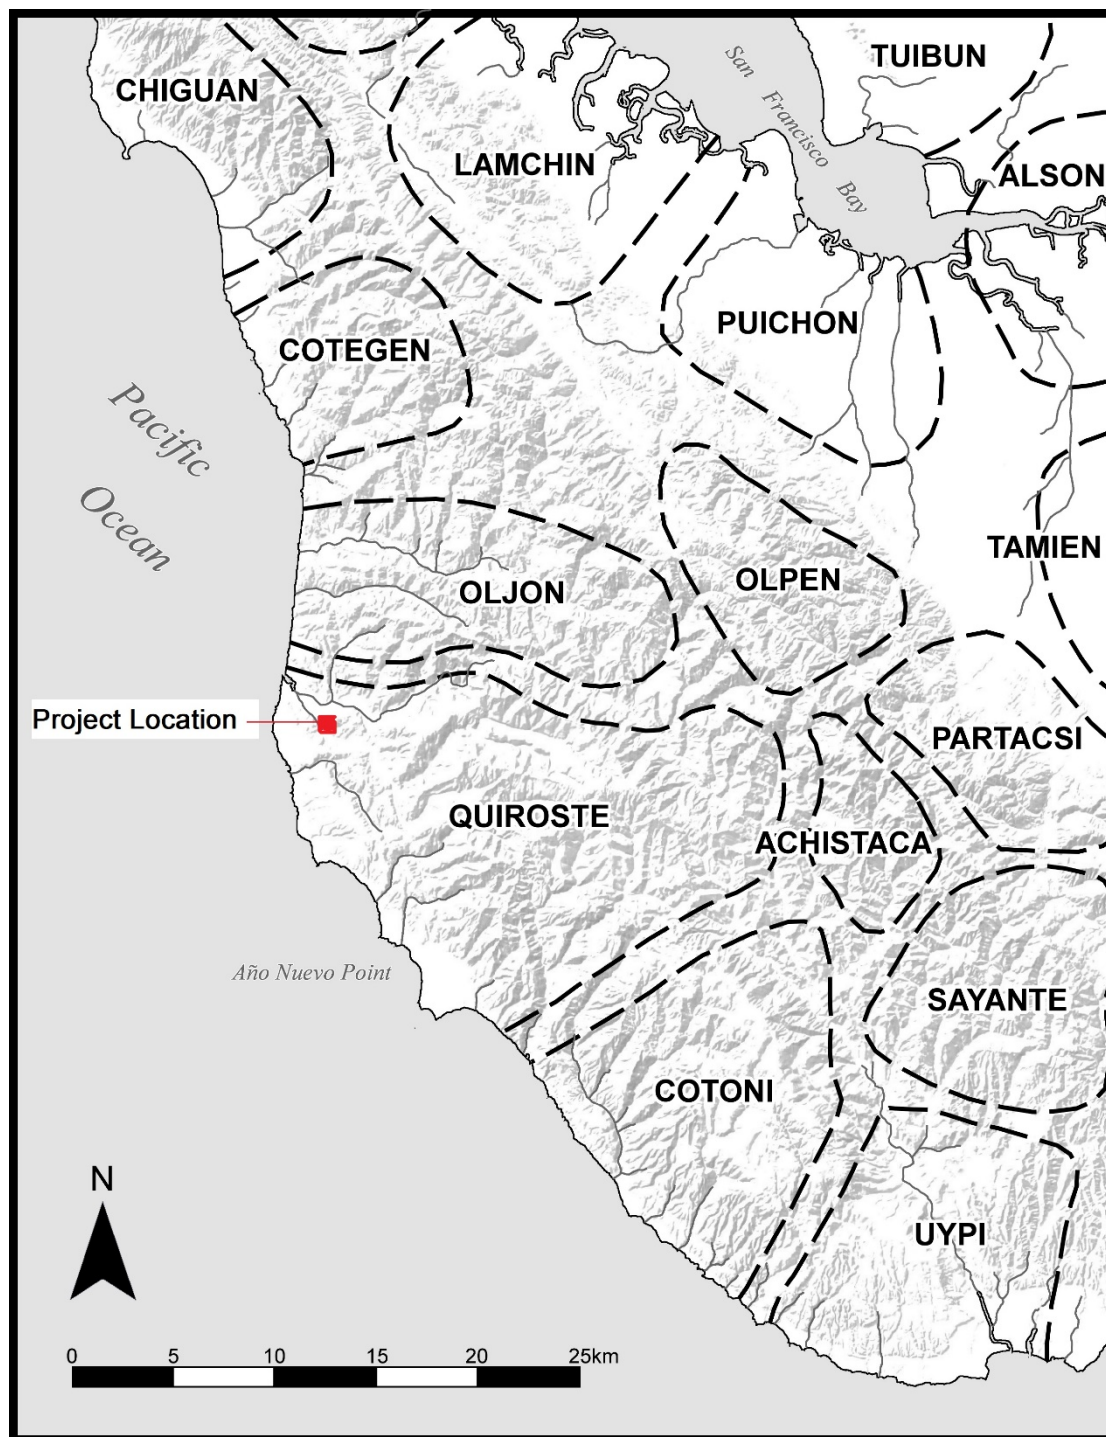 TUIBUN
CHIGUAN
San Francisco Bay
LAMCHIN
ALSON
PUICHON
COTEGEN
Pacific
Ocean
TAMIEN
OLPEN
OLJON
Project Location
PARTACSI
QUIROSTE
ACHISTACA
Año Nuevo Point
SAYANTE
COTONI
N
UYPI
0 5 10 15 20 25km